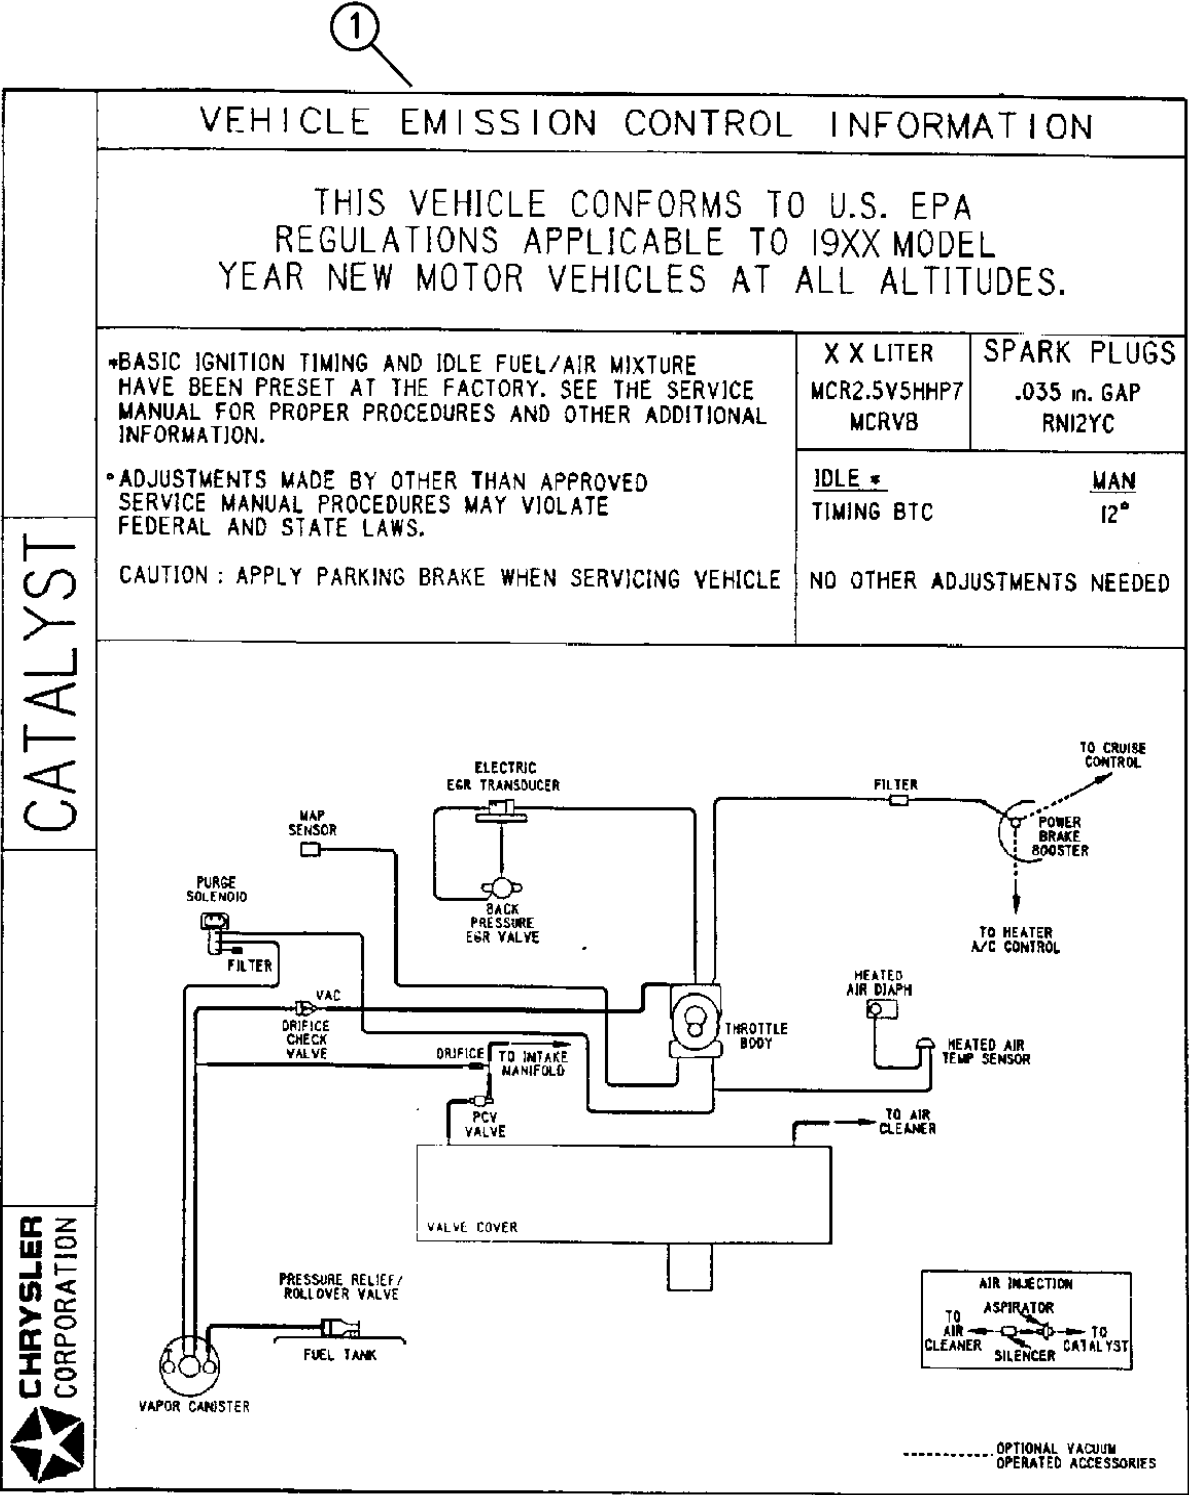 1
VEHICLE EMISSION CONTROL INFORMATION
THIS VEHICLE CONFORMS TO U.S. EPA
REGULATIONS APPLICABLE TO 19XX MODEL
YEAR NEW MOTOR VEHICLES AT ALL ALTITUDES.
*BASIC IGNITION TIMING AND IDLE FUEL/AIR MIXTURE
HAVE BEEN PRESET AT THE FACTORY. SEE THE SERVICE
MANUAL FOR PROPER PROCEDURES AND OTHER ADDITIONAL
INFORMATION.
°ADJUSTMENTS MADE BY OTHER THAN APPROVED
SERVICE MANUAL PROCEDURES MAY VIOLATE
FEDERAL AND STATE LAWS.
CAUTION : APPLY PARKING BRAKE WHEN SERVICING VEHICLE
X X LITER
MCR2.5V5HHP7
MCRVB
SPARK PLUGS
.035 in. GAP
RN12YC
IDLE *
MAN
TIMING BTC
12°
NO OTHER ADJUSTMENTS NEEDED
CATALYST
CHRYSLER
CORPORATION
ELECTRIC
EGR TRANSDUCER
MAP
SENSOR
PURGE
SOLENOID
FILTER
BACK
PRESSURE
EGR VALVE
FILTER
TO CRUISE
CONTROL
POWER
BRAKE
BOOSTER
TO HEATER
A/C CONTROL
HEATED
AIR DIAPH
HEATED AIR
TEMP SENSOR
THROTTLE
BODY
VAC
ORIFICE
CHECK
VALVE
ORIFICE
TO INTAKE
MANIFOLD
PCV
VALVE
TO AIR
CLEANER
VALVE COVER
PRESSURE RELIEF/
ROLLOVER VALVE
FUEL TANK
VAPOR CANISTER
AIR INJECTION
ASPIRATOR
TO
AIR
CLEANER
SILENCER
TO
CATALYST
OPTIONAL VACUUM
OPERATED ACCESSORIES